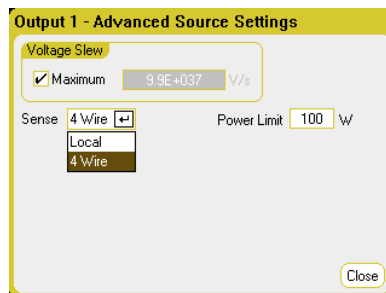 Output 1 - Advanced Source Settings
Voltage Slew
Maximum 9.9E+037 V/s
Sense 4 Wire Power Limit 100 W
Local
4 Wire
Close